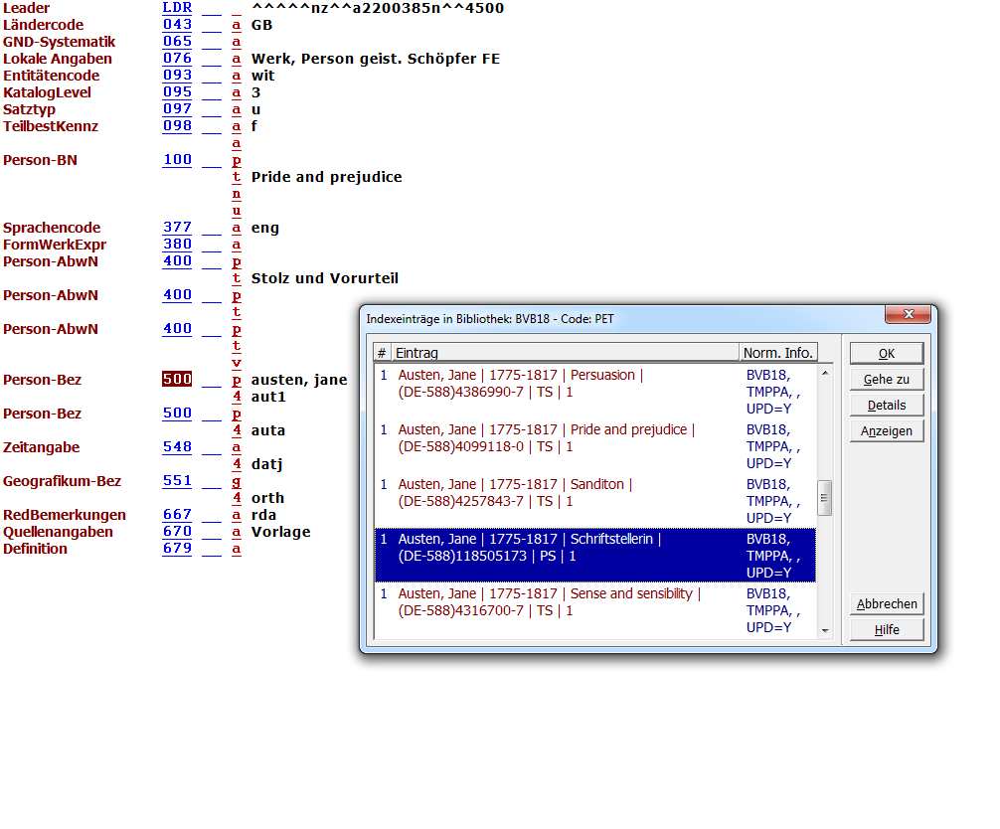 Leader LDR _ ^^^^^nz^^a2200385n^^4500
Ländercode 043 a GB
GND-Systematik 065 a
Lokale Angaben 076 a Werk, Person geist. Schöpfer FE
Entitätencode 093 a wit
KatalogLevel 095 a 3
Satztyp 097 a u
TeilbestKennz 098 a f
a
Person-BN 100 p
t Pride and prejudice
n
u
Sprachencode 377 a eng
FormWerkExpr 380 a
Person-AbwN 400 p
t Stolz und Vorurteil
Person-AbwN 400 p
t
Person-AbwN 400 p
t
v
Person-Bez 500 p austen, jane
4 aut1
Person-Bez 500 p
4 auta
Zeitangabe 548 a
4 datj
Geografikum-Bez 551 g
4 orth
RedBemerkungen 667 a rda
Quellenangaben 670 a Vorlage
Definition 679 a
Indexeinträge in Bibliothek: BVB18 - Code: PET
# Eintrag Norm. Info.
1 Austen, Jane | 1775-1817 | Persuasion | BVB18,
(DE-588)4386990-7 | TS | 1 TMPPA, ,
UPD=Y
1 Austen, Jane | 1775-1817 | Pride and prejudice | BVB18,
(DE-588)4099118-0 | TS | 1 TMPPA, ,
UPD=Y
1 Austen, Jane | 1775-1817 | Sanditon | BVB18,
(DE-588)4257843-7 | TS | 1 TMPPA, ,
UPD=Y
1 Austen, Jane | 1775-1817 | Schriftstellerin | BVB18,
(DE-588)118505173 | PS | 1 TMPPA, ,
UPD=Y
1 Austen, Jane | 1775-1817 | Sense and sensibility | BVB18,
(DE-588)4316700-7 | TS | 1 TMPPA, ,
UPD=Y
OK
Gehe zu
Details
Anzeigen
Abbrechen
Hilfe